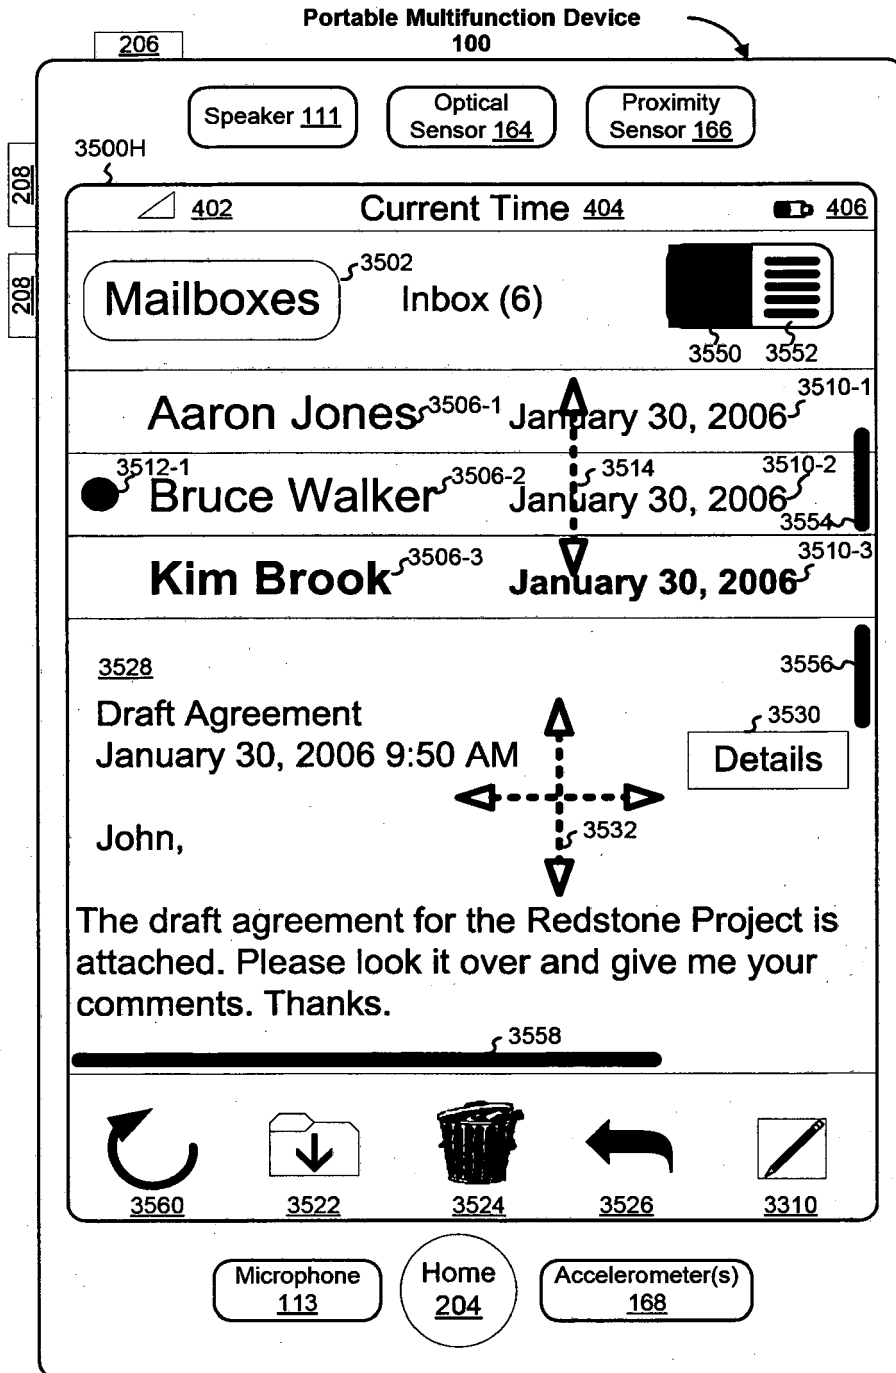 Portable Multifunction Device
100
206
Speaker 111
Optical
Sensor 164
Proximity
Sensor 166
3500H
208
208
402
Current Time 404
406
Mailboxes
3502
Inbox (6)
3550
3552
Aaron Jones
3506-1
January 30, 2006
3510-1
3512-1
Bruce Walker
3506-2
3514
January 30, 2006
3510-2
3554
Kim Brook
3506-3
January 30, 2006
3510-3
3528
3556
Draft Agreement
January 30, 2006 9:50 AM
3530
Details
John,
3532
The draft agreement for the Redstone Project is
attached. Please look it over and give me your
comments. Thanks.
3558
3560
3522
3524
3526
3310
Microphone
113
Home
204
Accelerometer(s)
168